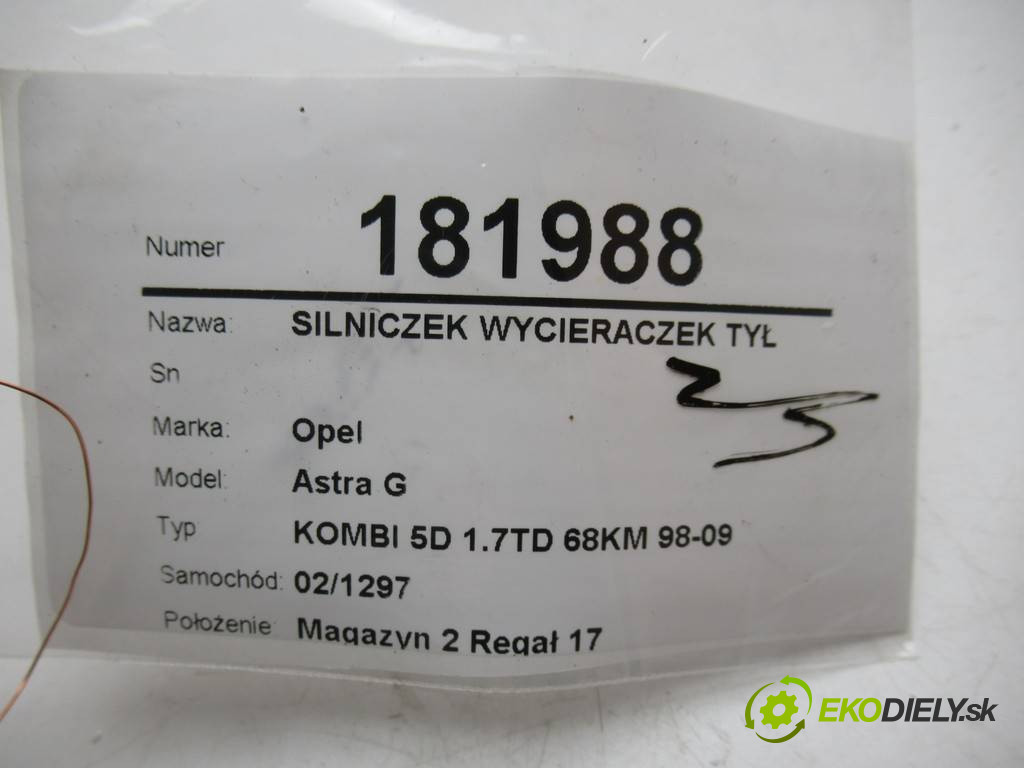 Numer 181988
Nazwa: SILNICZEK WYCIERACZEK TYŁ
Sn
Marka: Opel
Model: Astra G
Typ KOMBI 5D 1.7TD 68KM 98-09
Samochód: 02/1297
Położenie Magazyn 2 Regał 17
EKODIELY.sk